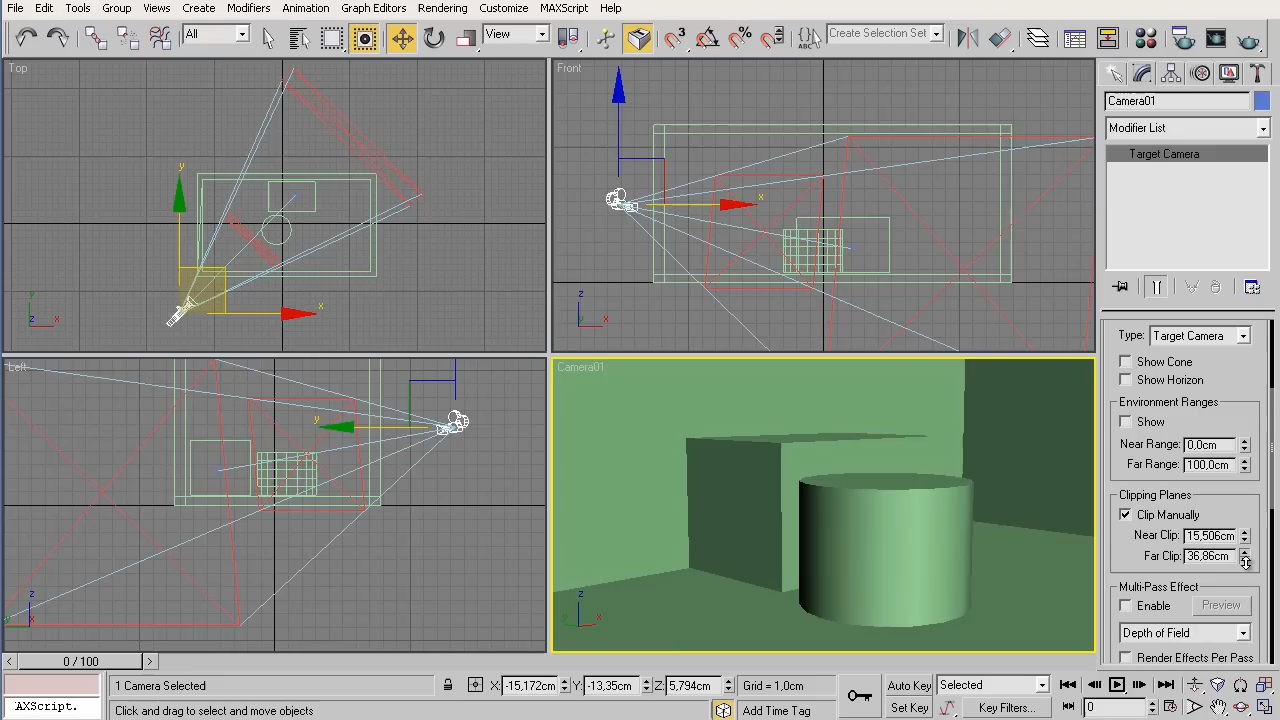 File Edit Tools Group Views Create Modifiers Animation Graph Editors Rendering Customize MAXScript Help
All View Create Selection Set
Top
Front
Camera01
Modifier List
Target Camera
y
x
z
x
y
z x
z
x
Type: Target Camera
Show Cone
Show Horizon
Environment Ranges
Show
Near Range: 0,0cm
Far Range: 100,0cm
Clipping Planes
Clip Manually
Near Clip: 15,506cm
Far Clip: 36,86cm
Multi-Pass Effect
Enable Preview
Depth of Field
Render Effects Per Pass
Left
Camera01
y
z
y x
z
y x
0 / 100
1 Camera Selected X: -15,172cm Y: -13,35cm Z: 5,794cm Grid = 1,0cm Auto Key Selected
AXScript. Click and drag to select and move objects Add Time Tag Set Key Key Filters... 0